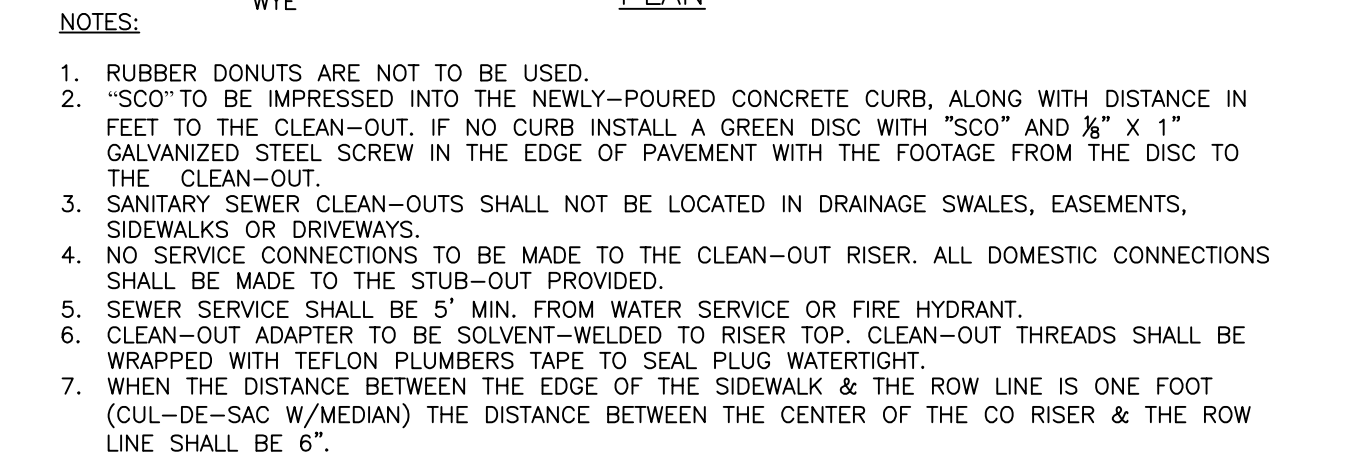 WYE
PLAN
NOTES:
1. RUBBER DONUTS ARE NOT TO BE USED.
2. “SCO” TO BE IMPRESSED INTO THE NEWLY–POURED CONCRETE CURB, ALONG WITH DISTANCE IN
FEET TO THE CLEAN–OUT. IF NO CURB INSTALL A GREEN DISC WITH ”SCO” AND ⅛” X 1”
GALVANIZED STEEL SCREW IN THE EDGE OF PAVEMENT WITH THE FOOTAGE FROM THE DISC TO
THE CLEAN–OUT.
3. SANITARY SEWER CLEAN–OUTS SHALL NOT BE LOCATED IN DRAINAGE SWALES, EASEMENTS,
SIDEWALKS OR DRIVEWAYS.
4. NO SERVICE CONNECTIONS TO BE MADE TO THE CLEAN–OUT RISER. ALL DOMESTIC CONNECTIONS
SHALL BE MADE TO THE STUB–OUT PROVIDED.
5. SEWER SERVICE SHALL BE 5’ MIN. FROM WATER SERVICE OR FIRE HYDRANT.
6. CLEAN–OUT ADAPTER TO BE SOLVENT–WELDED TO RISER TOP. CLEAN–OUT THREADS SHALL BE
WRAPPED WITH TEFLON PLUMBERS TAPE TO SEAL PLUG WATERTIGHT.
7. WHEN THE DISTANCE BETWEEN THE EDGE OF THE SIDEWALK & THE ROW LINE IS ONE FOOT
(CUL–DE–SAC W/MEDIAN) THE DISTANCE BETWEEN THE CENTER OF THE CO RISER & THE ROW
LINE SHALL BE 6”.